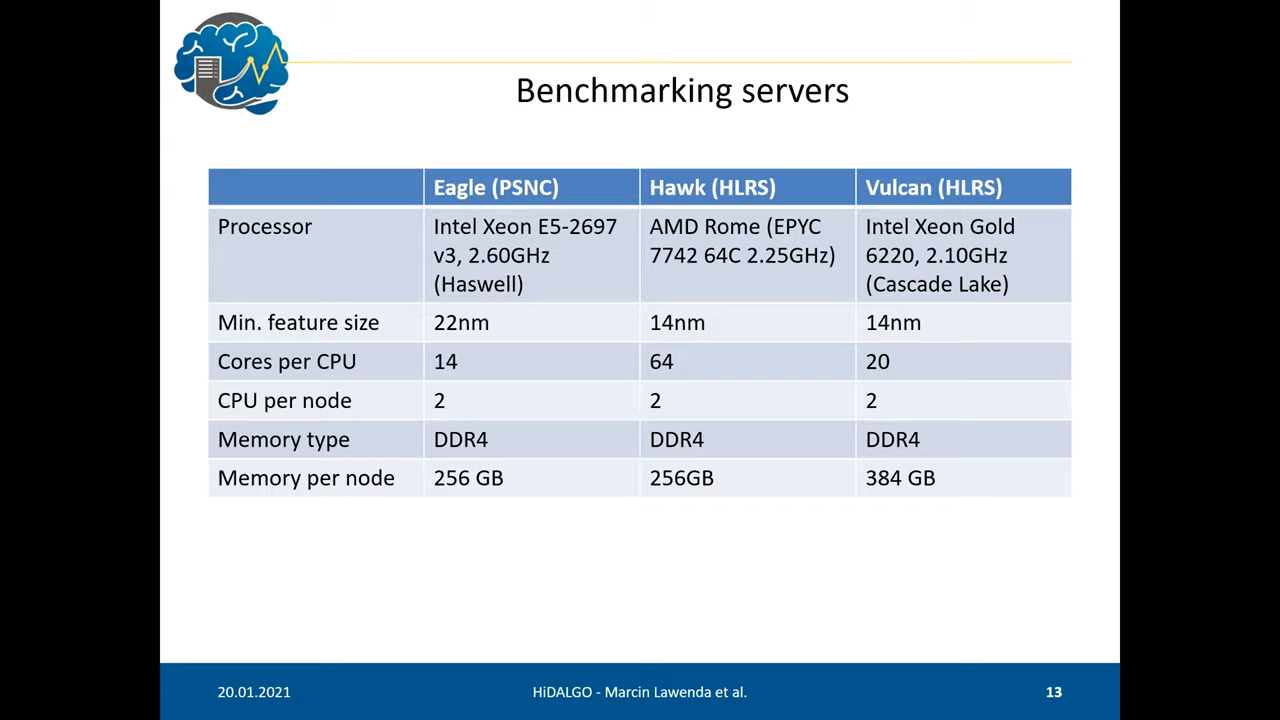 Benchmarking servers
Eagle (PSNC) Hawk (HLRS) Vulcan (HLRS)
Processor Intel Xeon E5-2697 v3, 2.60GHz (Haswell) AMD Rome (EPYC 7742 64C 2.25GHz) Intel Xeon Gold 6220, 2.10GHz (Cascade Lake)
Min. feature size 22nm 14nm 14nm
Cores per CPU 14 64 20
CPU per node 2 2 2
Memory type DDR4 DDR4 DDR4
Memory per node 256 GB 256GB 384 GB
20.01.2021 HiDALGO - Marcin Lawenda et al. 13